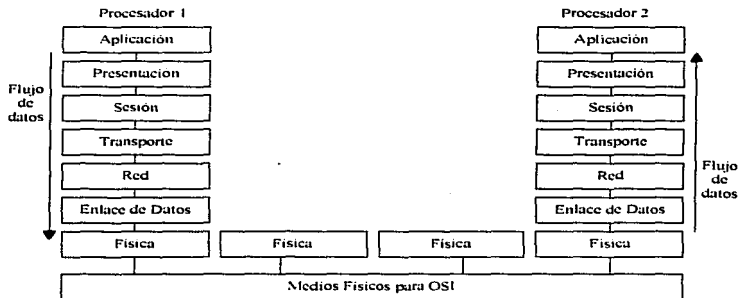 Procesador 1
Procesador 2
Aplicación
Aplicación
Presentacion
Presentación
Flujo
de
datos
Sesión
Sesión
Transporte
Transporte
Red
Red
Flujo
de
datos
Enlace de Datos
Enlace de Datos
Física
Física
Física
Física
Medios Físicos para OSI